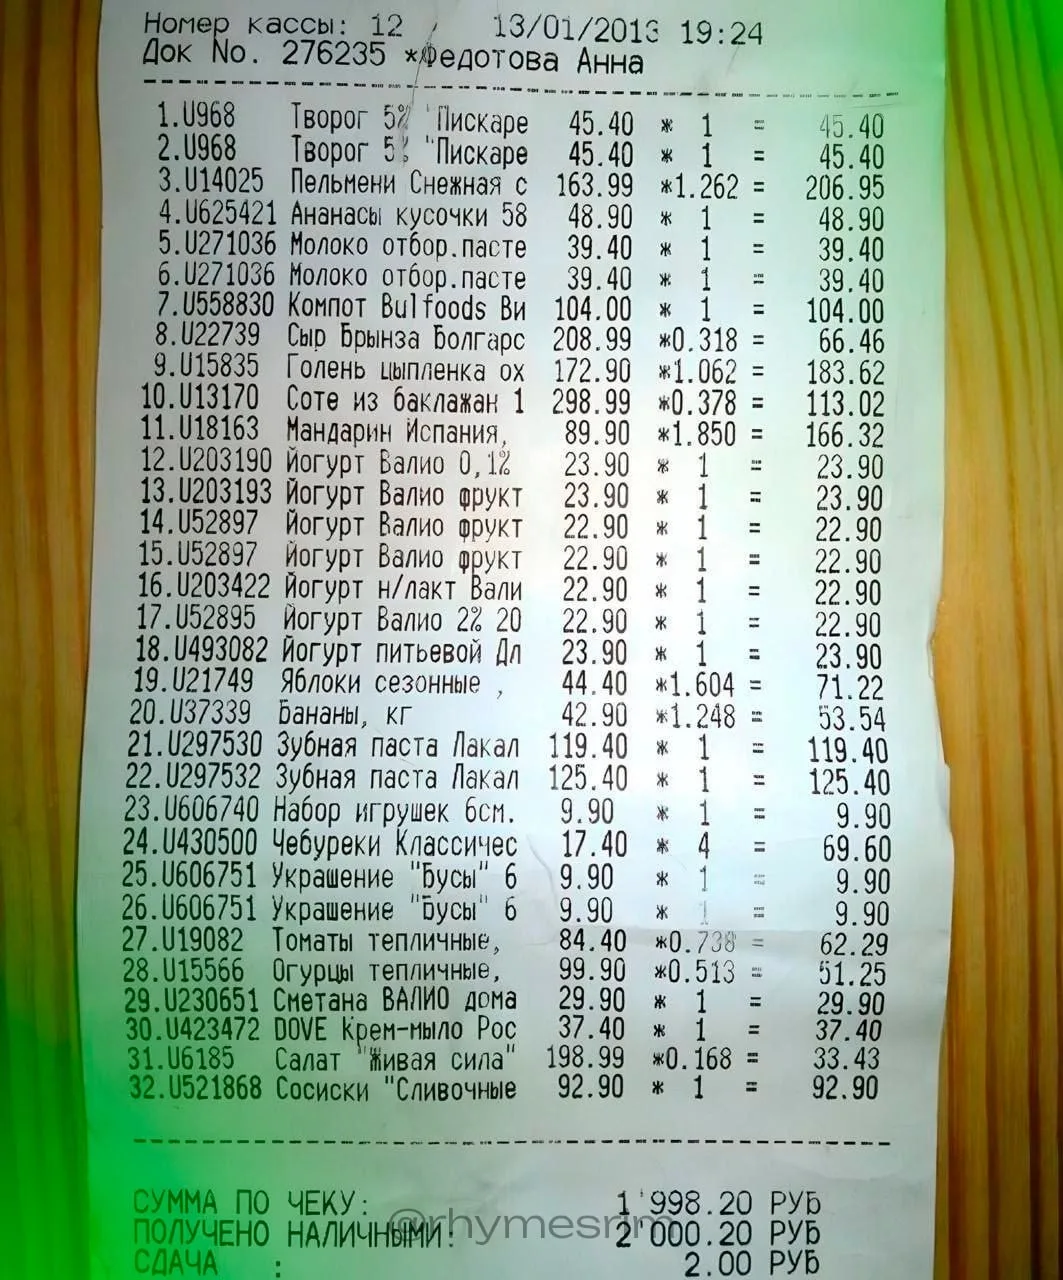 Номер кассы: 12 13/01/2013 19:24
Док No. 276235 *Федотова Анна
1.U968 Творог 5% "Пискаре 45.40 * 1 = 45.40
2.U968 Творог 5% "Пискаре 45.40 * 1 = 45.40
3.U14025 Пельмени Снежная с 163.99 *1.262 = 206.95
4.U625421 Ананасы кусочки 58 48.90 * 1 = 48.90
5.U271036 Молоко отбор.пасте 39.40 * 1 = 39.40
6.U271036 Молоко отбор.пасте 39.40 * 1 = 39.40
7.U558830 Компот Bulfoods Ви 104.00 * 1 = 104.00
8.U22739 Сыр Брынза Болгарс 208.99 *0.318 = 66.46
9.U15835 Голень цыпленка ох 172.90 *1.062 = 183.62
10.U13170 Соте из баклажан 1 298.99 *0.378 = 113.02
11.U18163 Мандарин Испания, 89.90 *1.850 = 166.32
12.U203190 Йогурт Валио 0,1% 23.90 * 1 = 23.90
13.U203193 Йогурт Валио фрукт 23.90 * 1 = 23.90
14.U52897 Йогурт Валио фрукт 22.90 * 1 = 22.90
15.U52897 Йогурт Валио фрукт 22.90 * 1 = 22.90
16.U203422 Йогурт н/лакт Вали 22.90 * 1 = 22.90
17.U52895 Йогурт Валио 2% 20 22.90 * 1 = 22.90
18.U493082 Йогурт питьевой Дл 23.90 * 1 = 23.90
19.U21749 Яблоки сезонные , 44.40 *1.604 = 71.22
20.U37339 Бананы, кг 42.90 *1.248 = 53.54
21.U297530 Зубная паста Лакал 119.40 * 1 = 119.40
22.U297532 Зубная паста Лакал 125.40 * 1 = 125.40
23.U606740 Набор игрушек 6см. 9.90 * 1 = 9.90
24.U430500 Чебуреки Классичес 17.40 * 4 = 69.60
25.U606751 Украшение "Бусы" 6 9.90 * 1 = 9.90
26.U606751 Украшение "Бусы" 6 9.90 * 1 = 9.90
27.U19082 Томаты тепличные, 84.40 *0.738 = 62.29
28.U15566 Огурцы тепличные, 99.90 *0.513 = 51.25
29.U230651 Сметана ВАЛИО дома 29.90 * 1 = 29.90
30.U423472 DOVE Крем-мыло Рос 37.40 * 1 = 37.40
31.U6185 Салат "Живая сила" 198.99 *0.168 = 33.43
32.U521868 Сосиски "Сливочные 92.90 * 1 = 92.90
СУММА ПО ЧЕКУ: 1'998.20 РУБ
ПОЛУЧЕНО НАЛИЧНЫМИ: 2'000.20 РУБ
@rhymesrim
СДАЧА : 2.00 РУБ